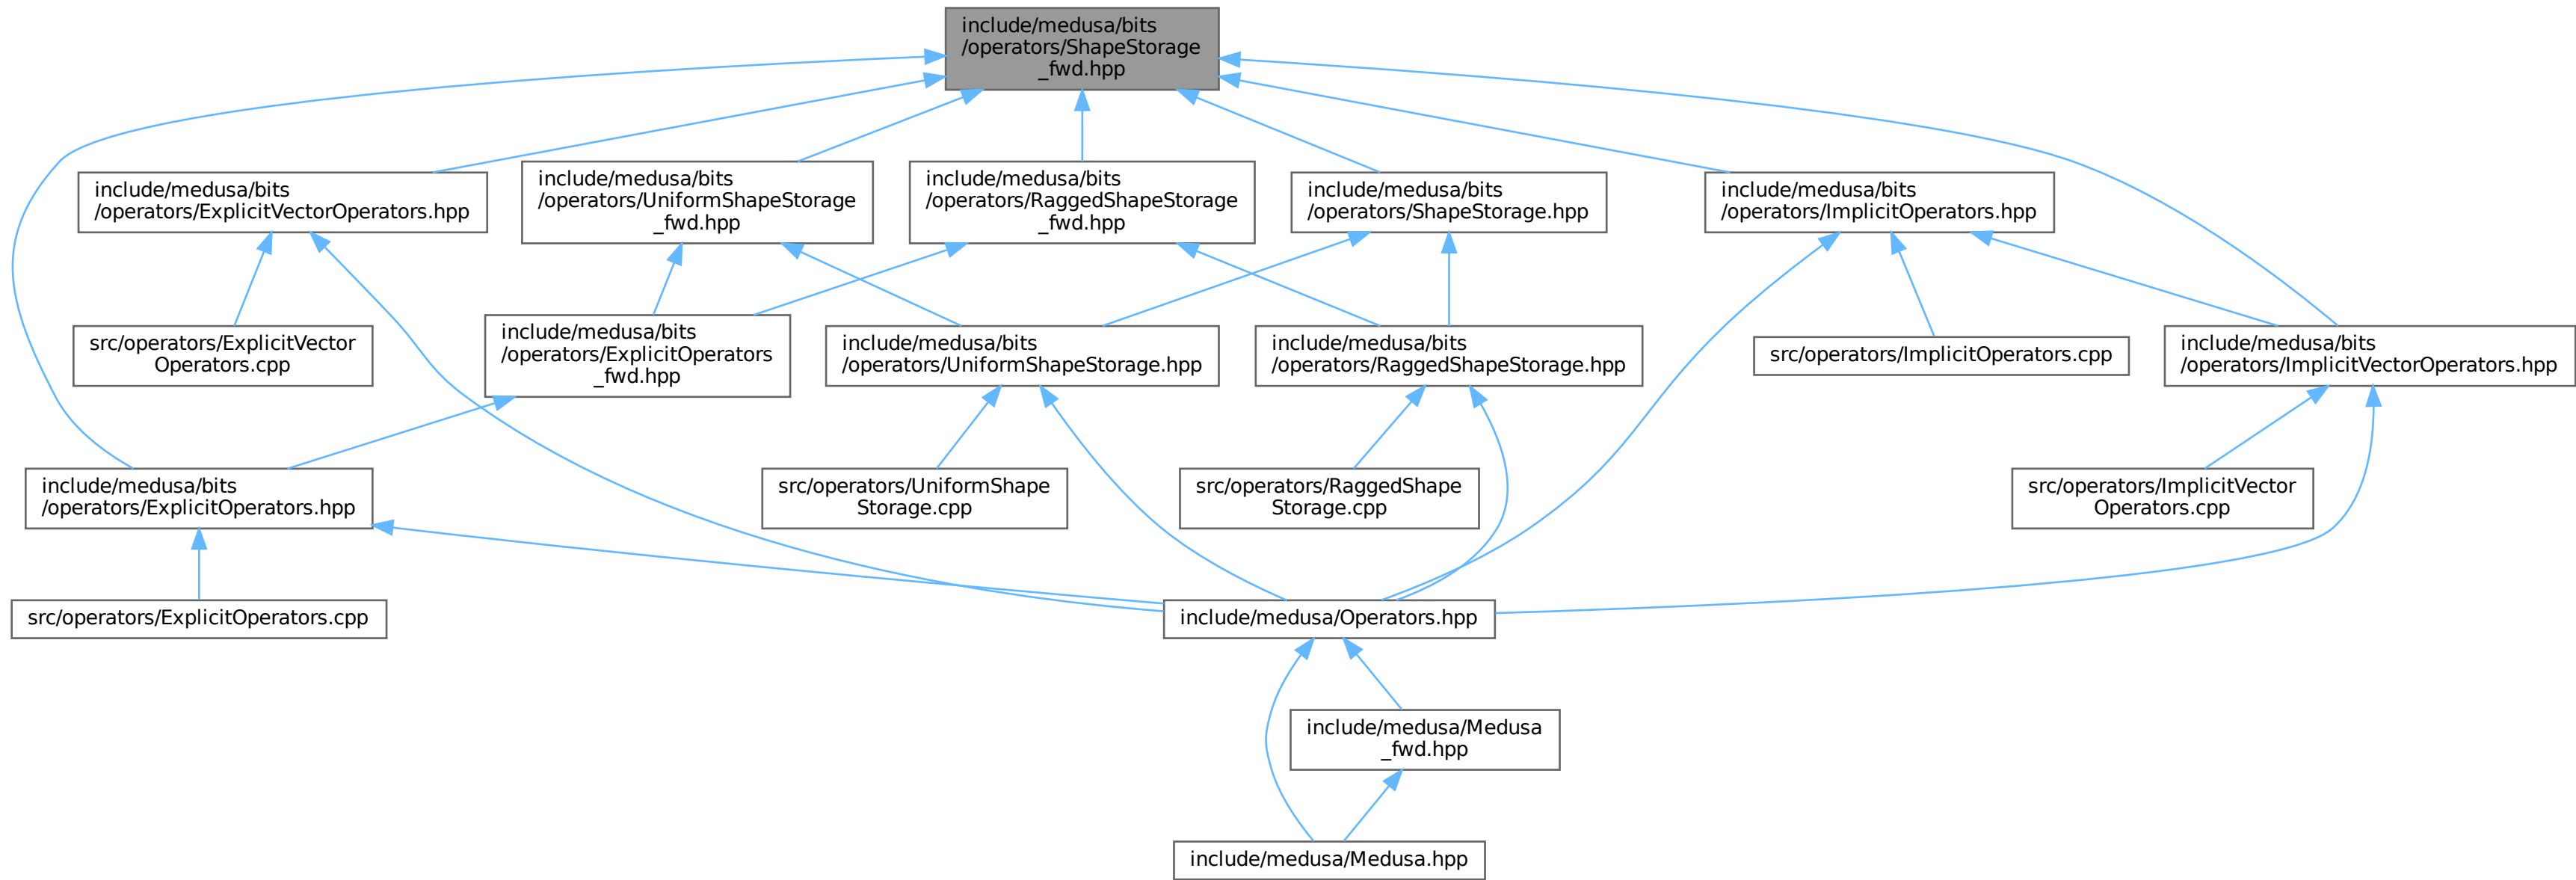 include/medusa/bits
/operators/ShapeStorage
_fwd.hpp
include/medusa/bits
/operators/ExplicitVectorOperators.hpp
include/medusa/bits
/operators/UniformShapeStorage
_fwd.hpp
include/medusa/bits
/operators/RaggedShapeStorage
_fwd.hpp
include/medusa/bits
/operators/ShapeStorage.hpp
include/medusa/bits
/operators/ImplicitOperators.hpp
src/operators/ExplicitVector
Operators.cpp
include/medusa/bits
/operators/ExplicitOperators
_fwd.hpp
include/medusa/bits
/operators/UniformShapeStorage.hpp
include/medusa/bits
/operators/RaggedShapeStorage.hpp
src/operators/ImplicitOperators.cpp
include/medusa/bits
/operators/ImplicitVectorOperators.hpp
include/medusa/bits
/operators/ExplicitOperators.hpp
src/operators/UniformShape
Storage.cpp
src/operators/RaggedShape
Storage.cpp
src/operators/ImplicitVector
Operators.cpp
src/operators/ExplicitOperators.cpp
include/medusa/Operators.hpp
include/medusa/Medusa
_fwd.hpp
include/medusa/Medusa.hpp